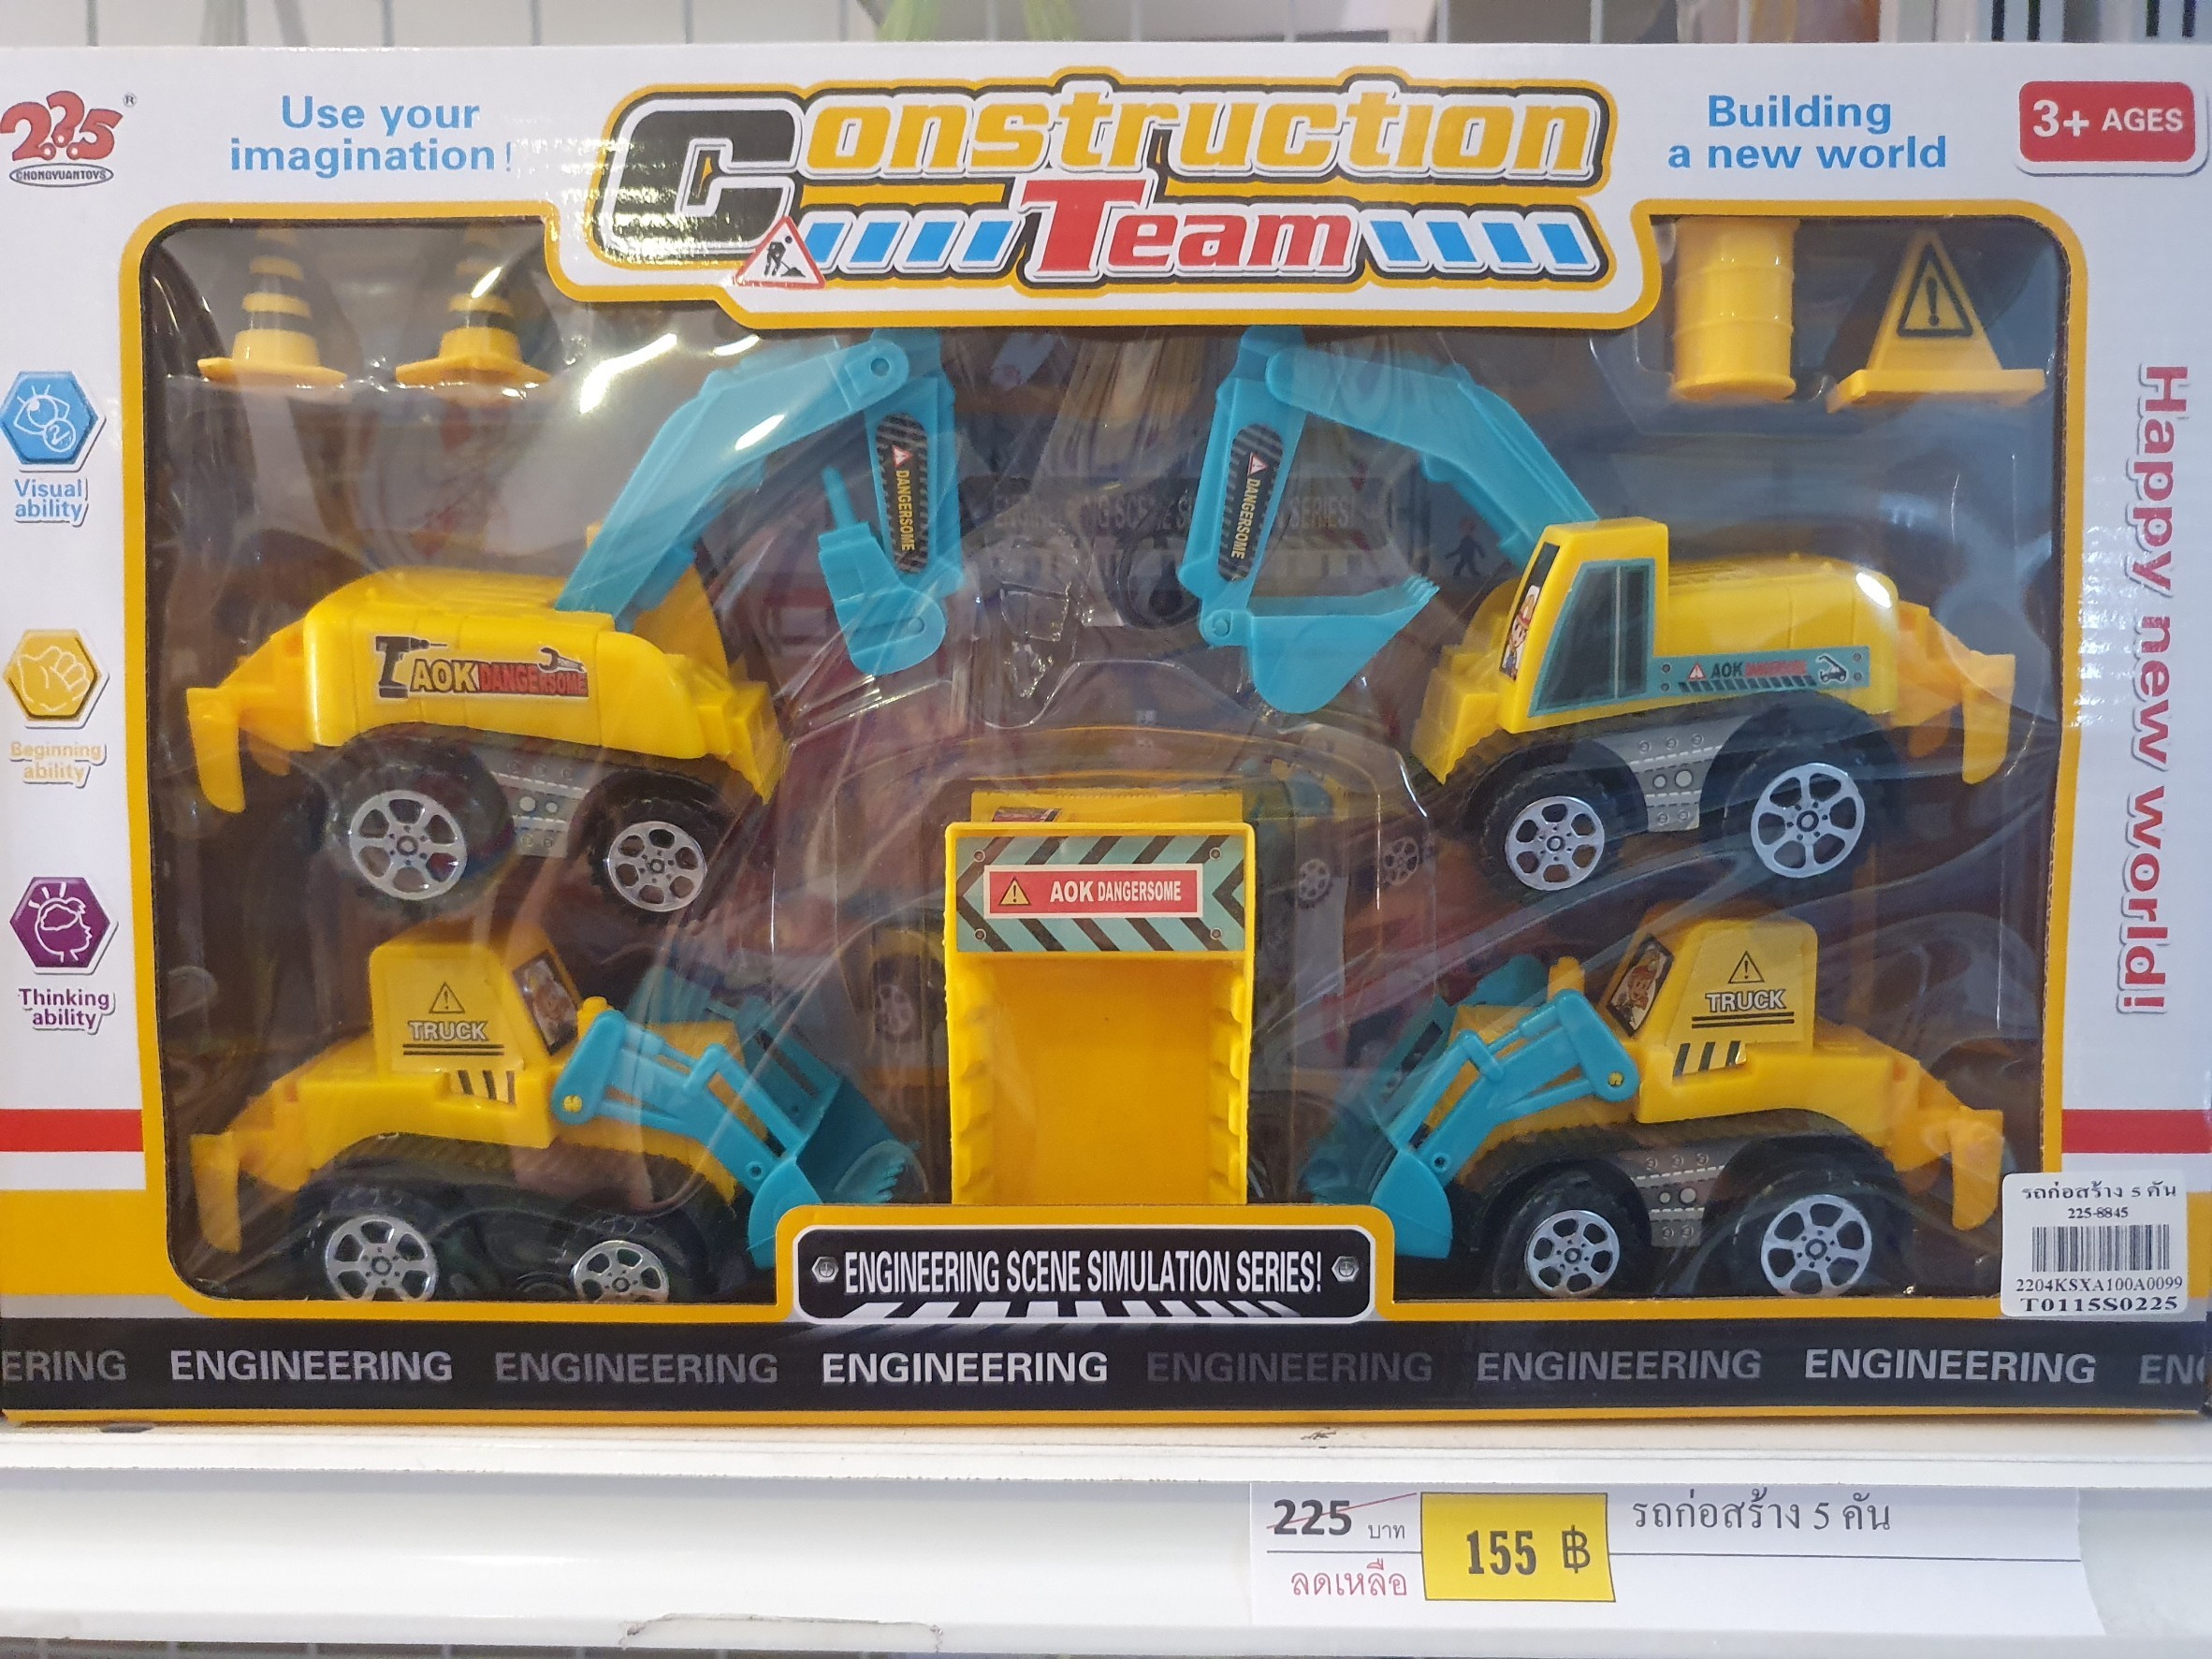 225
®
CHONGYUANTOYS
Use your
imagination!
Construction
Team
Building
a new world
3+ AGES
Visual
ability
Beginning
ability
Thinking
ability
Happy new world!
DANGERSOME
DANGERSOME
AOK DANGERSOME
AOK DANGERSOME
AOK DANGERSOME
TRUCK
TRUCK
ENGINEERING SCENE SIMULATION SERIES!
รถก่อสร้าง 5 คัน
225-8845
2204KSXA100A0099
T0115S0225
ERING ENGINEERING ENGINEERING ENGINEERING ENGINEERING ENGINEERING ENGINEERING EN
225 บาท
ลดเหลือ
155 ฿
รถก่อสร้าง 5 คัน